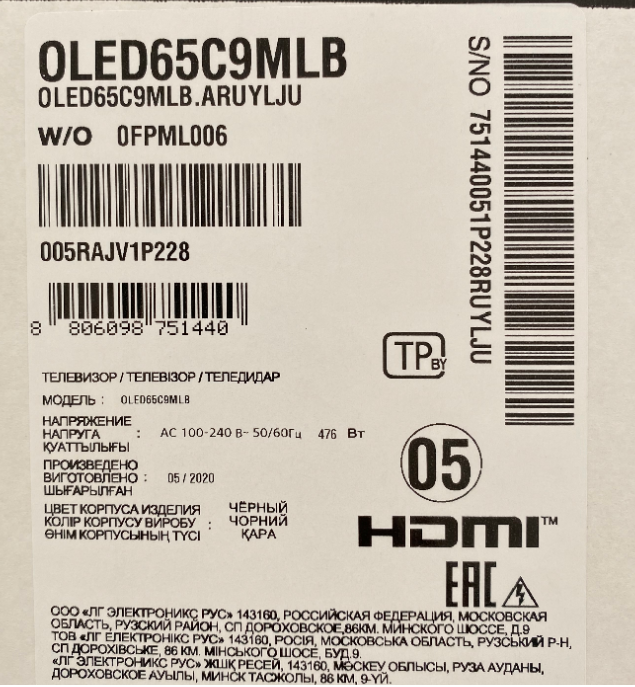 OLED65C9MLB
OLED65C9MLB.ARUYLJU
W/O 0FPML006
005RAJV1P228
8 806098 751440
S/NO 751440051P228RUYLJU
TP BY
ТЕЛЕВИЗОР / ТЕЛЕВІЗОР / ТЕЛЕДИДАР
МОДЕЛЬ : OLED65C9MLB
НАПРЯЖЕНИЕ
НАПРУГА : AC 100-240 В~ 50/60Гц 476 Вт
ҚУАТТЫЛЫҒЫ
ПРОИЗВЕДЕНО
ВИГОТОВЛЕНО : 05 / 2020
ШЫҒАРЫЛҒАН
ЦВЕТ КОРПУСА ИЗДЕЛИЯ ЧЁРНЫЙ
КОЛІР КОРПУСУ ВИРОБУ : ЧОРНИЙ
ӨНІМ КОРПУСЫНЫҢ ТҮСІ ҚАРА
05
HDMI™
EAC
ООО «ЛГ ЭЛЕКТРОНИКС РУС» 143160, РОССИЙСКАЯ ФЕДЕРАЦИЯ, МОСКОВСКАЯ
ОБЛАСТЬ, РУЗСКИЙ РАЙОН, СП ДОРОХОВСКОЕ,86КМ. МИНСКОГО ШОССЕ, Д.9
ТОВ «ЛГ ЕЛЕКТРОНІКС РУС» 143160, РОСІЯ, МОСКОВСЬКА ОБЛАСТЬ, РУЗСЬКИЙ Р-Н,
СП ДОРОХІВСЬКЕ, 86 КМ. МІНСЬКОГО ШОСЕ, БУД.9.
«ЛГ ЭЛЕКТРОНИКС РУС» ЖШҚ РЕСЕЙ, 143160, МӘСКЕУ ОБЛЫСЫ, РУЗА АУДАНЫ,
ДОРОХОВСКОЕ АУЫЛЫ, МИНСК ТАСЖОЛЫ, 86 КМ, 9-ҮЙ.